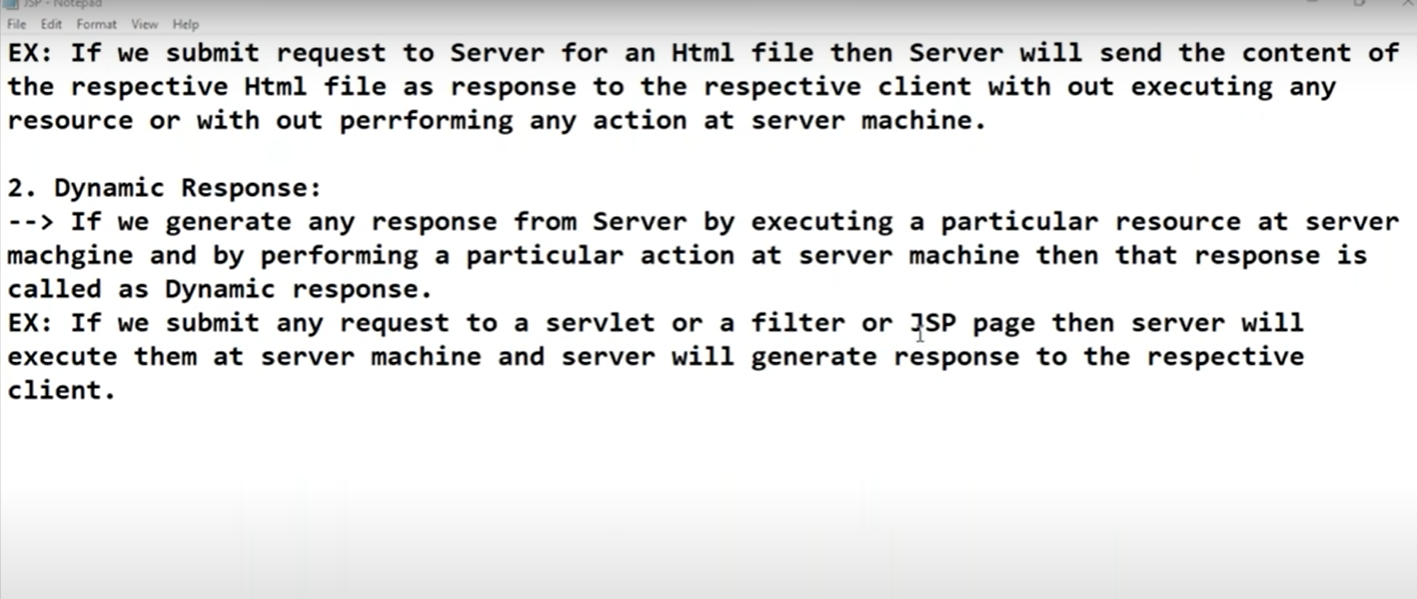 JSP - Notepad
File Edit Format View Help
EX: If we submit request to Server for an Html file then Server will send the content of
the respective Html file as response to the respective client with out executing any
resource or with out perrforming any action at server machine.
2. Dynamic Response:
--> If we generate any response from Server by executing a particular resource at server
machgine and by performing a particular action at server machine then that response is
called as Dynamic response.
EX: If we submit any request to a servlet or a filter or JSP page then server will
execute them at server machine and server will generate response to the respective
client.